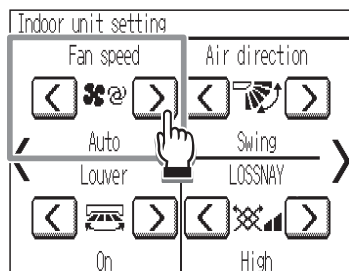 Indoor unit setting
Fan speed
Air direction
Auto
Swing
Louver
LOSSNAY
On
High